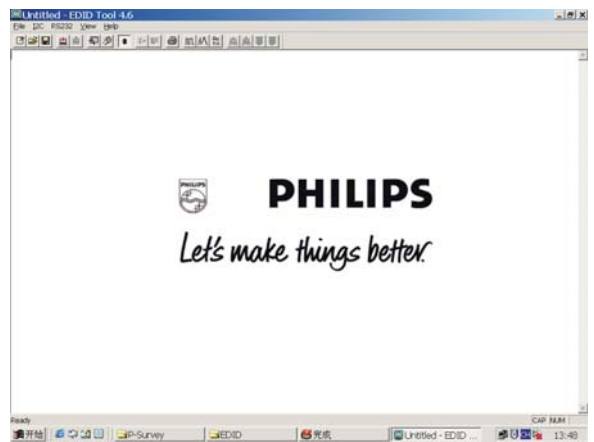 Untitled - EDID Tool 4.6
File I2C RS232 View Help
PHILIPS
PHILIPS
Let's make things better.
Ready
CAP NUM
开始 P-Survey EDID 完成 Untitled - EDID ... 13:48